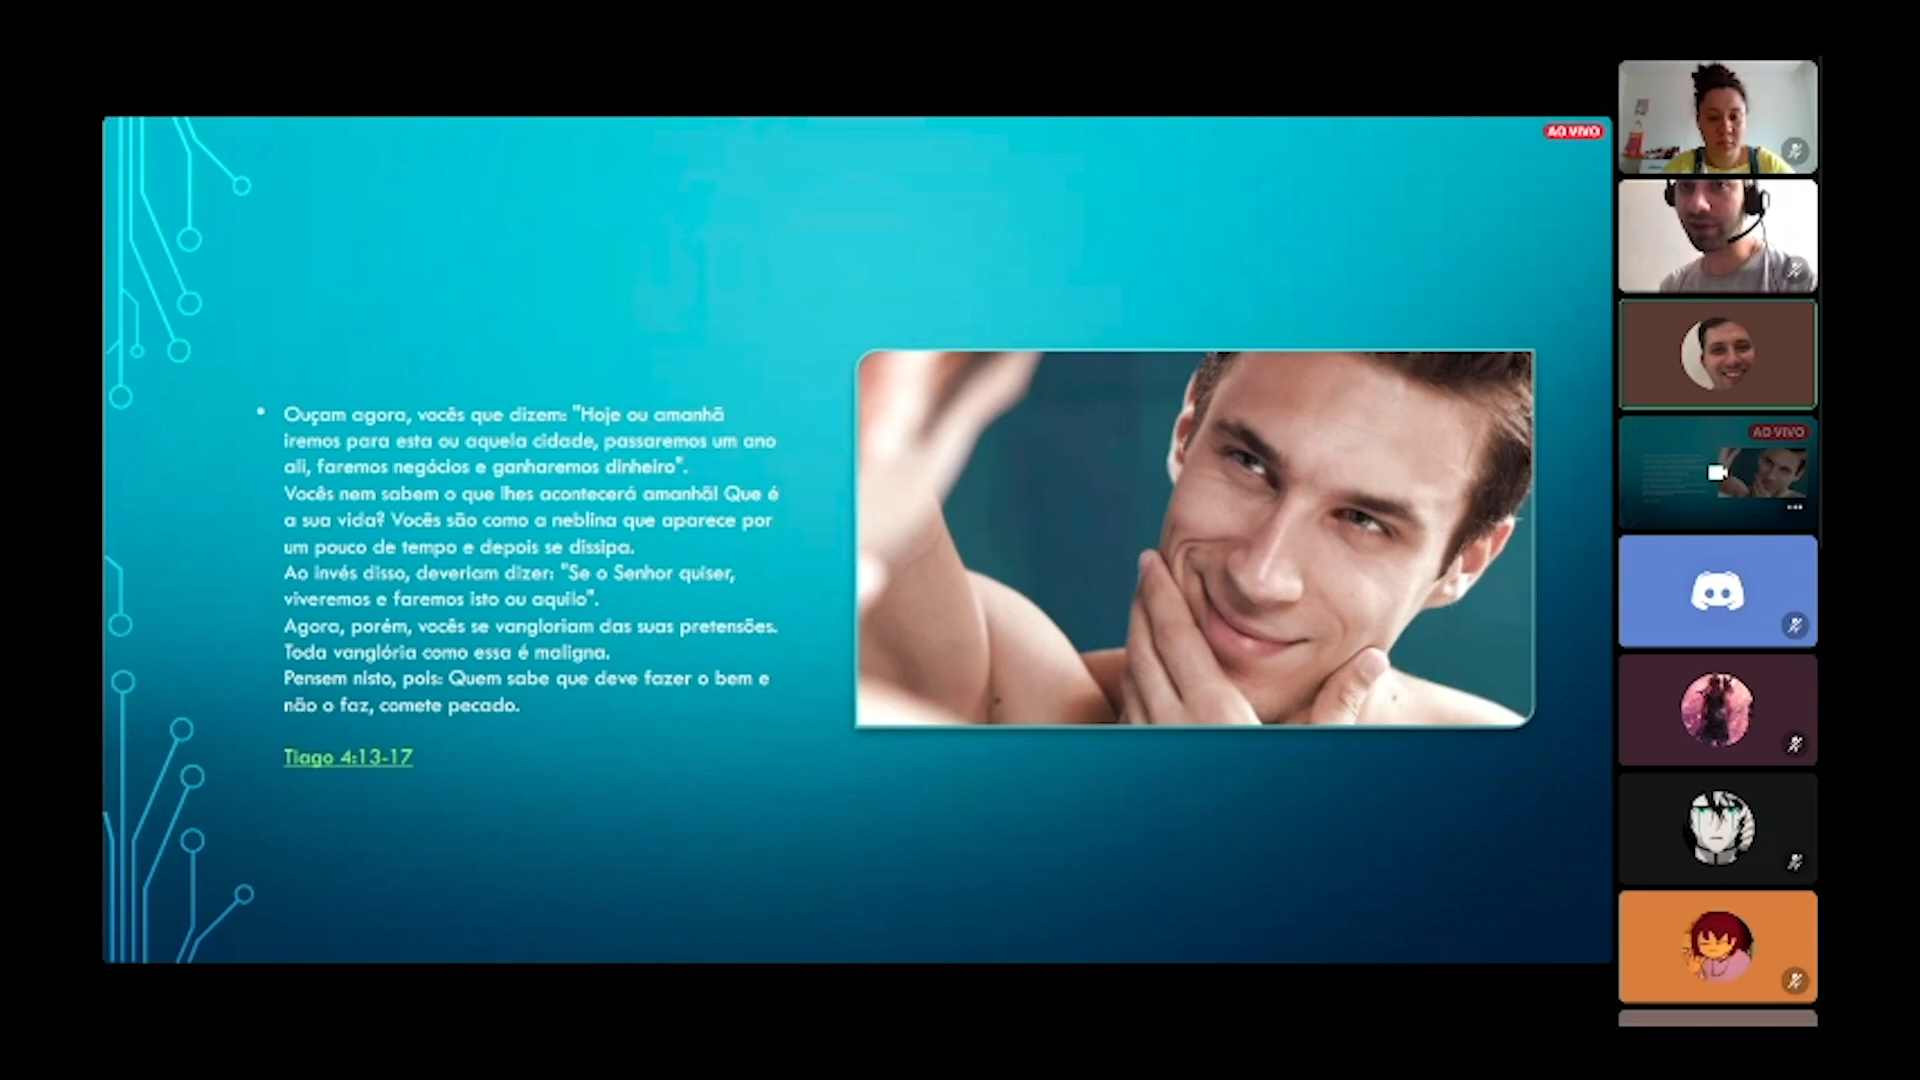 AO VIVO
Ouçam agora, vocês que dizem: "Hoje ou amanhã
iremos para esta ou aquela cidade, passaremos um ano
ali, faremos negócios e ganharemos dinheiro".
Vocês nem sabem o que lhes acontecerá amanhã! Que é
a sua vida? Vocês são como a neblina que aparece por
um pouco de tempo e depois se dissipa.
Ao invés disso, deveriam dizer: "Se o Senhor quiser,
viveremos e faremos isto ou aquilo".
Agora, porém, vocês se vangloriam das suas pretensões.
Toda vanglória como essa é maligna.
Pensem nisto, pois: Quem sabe que deve fazer o bem e
não o faz, comete pecado.
Tiago 4:13-17
AO VIVO